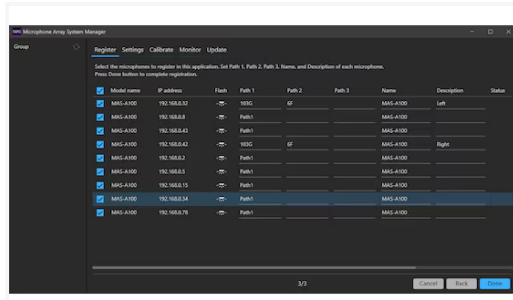 Microphone Array System Manager
Group
Register Settings Calibrate Monitor Update
Select the microphones to register in this application. Set Path 1, Path 2, Path 3, Name, and Description of each microphone.
Press Done button to complete registration.
Model name IP address Flash Path 1 Path 2 Path 3 Name Description Status
MAS-A100 192.168.0.32 103G 6F MAS-A100 Left
MAS-A100 192.168.0.8 Path1 MAS-A100
MAS-A100 192.168.0.43 Path1 MAS-A100
MAS-A100 192.168.0.42 103G 6F MAS-A100 Right
MAS-A100 192.168.0.2 Path1 MAS-A100
MAS-A100 192.168.0.5 Path1 MAS-A100
MAS-A100 192.168.0.15 Path1 MAS-A100
MAS-A100 192.168.0.34 Path1 MAS-A100
MAS-A100 192.168.0.78 Path1 MAS-A100
3/3
Cancel Back Done